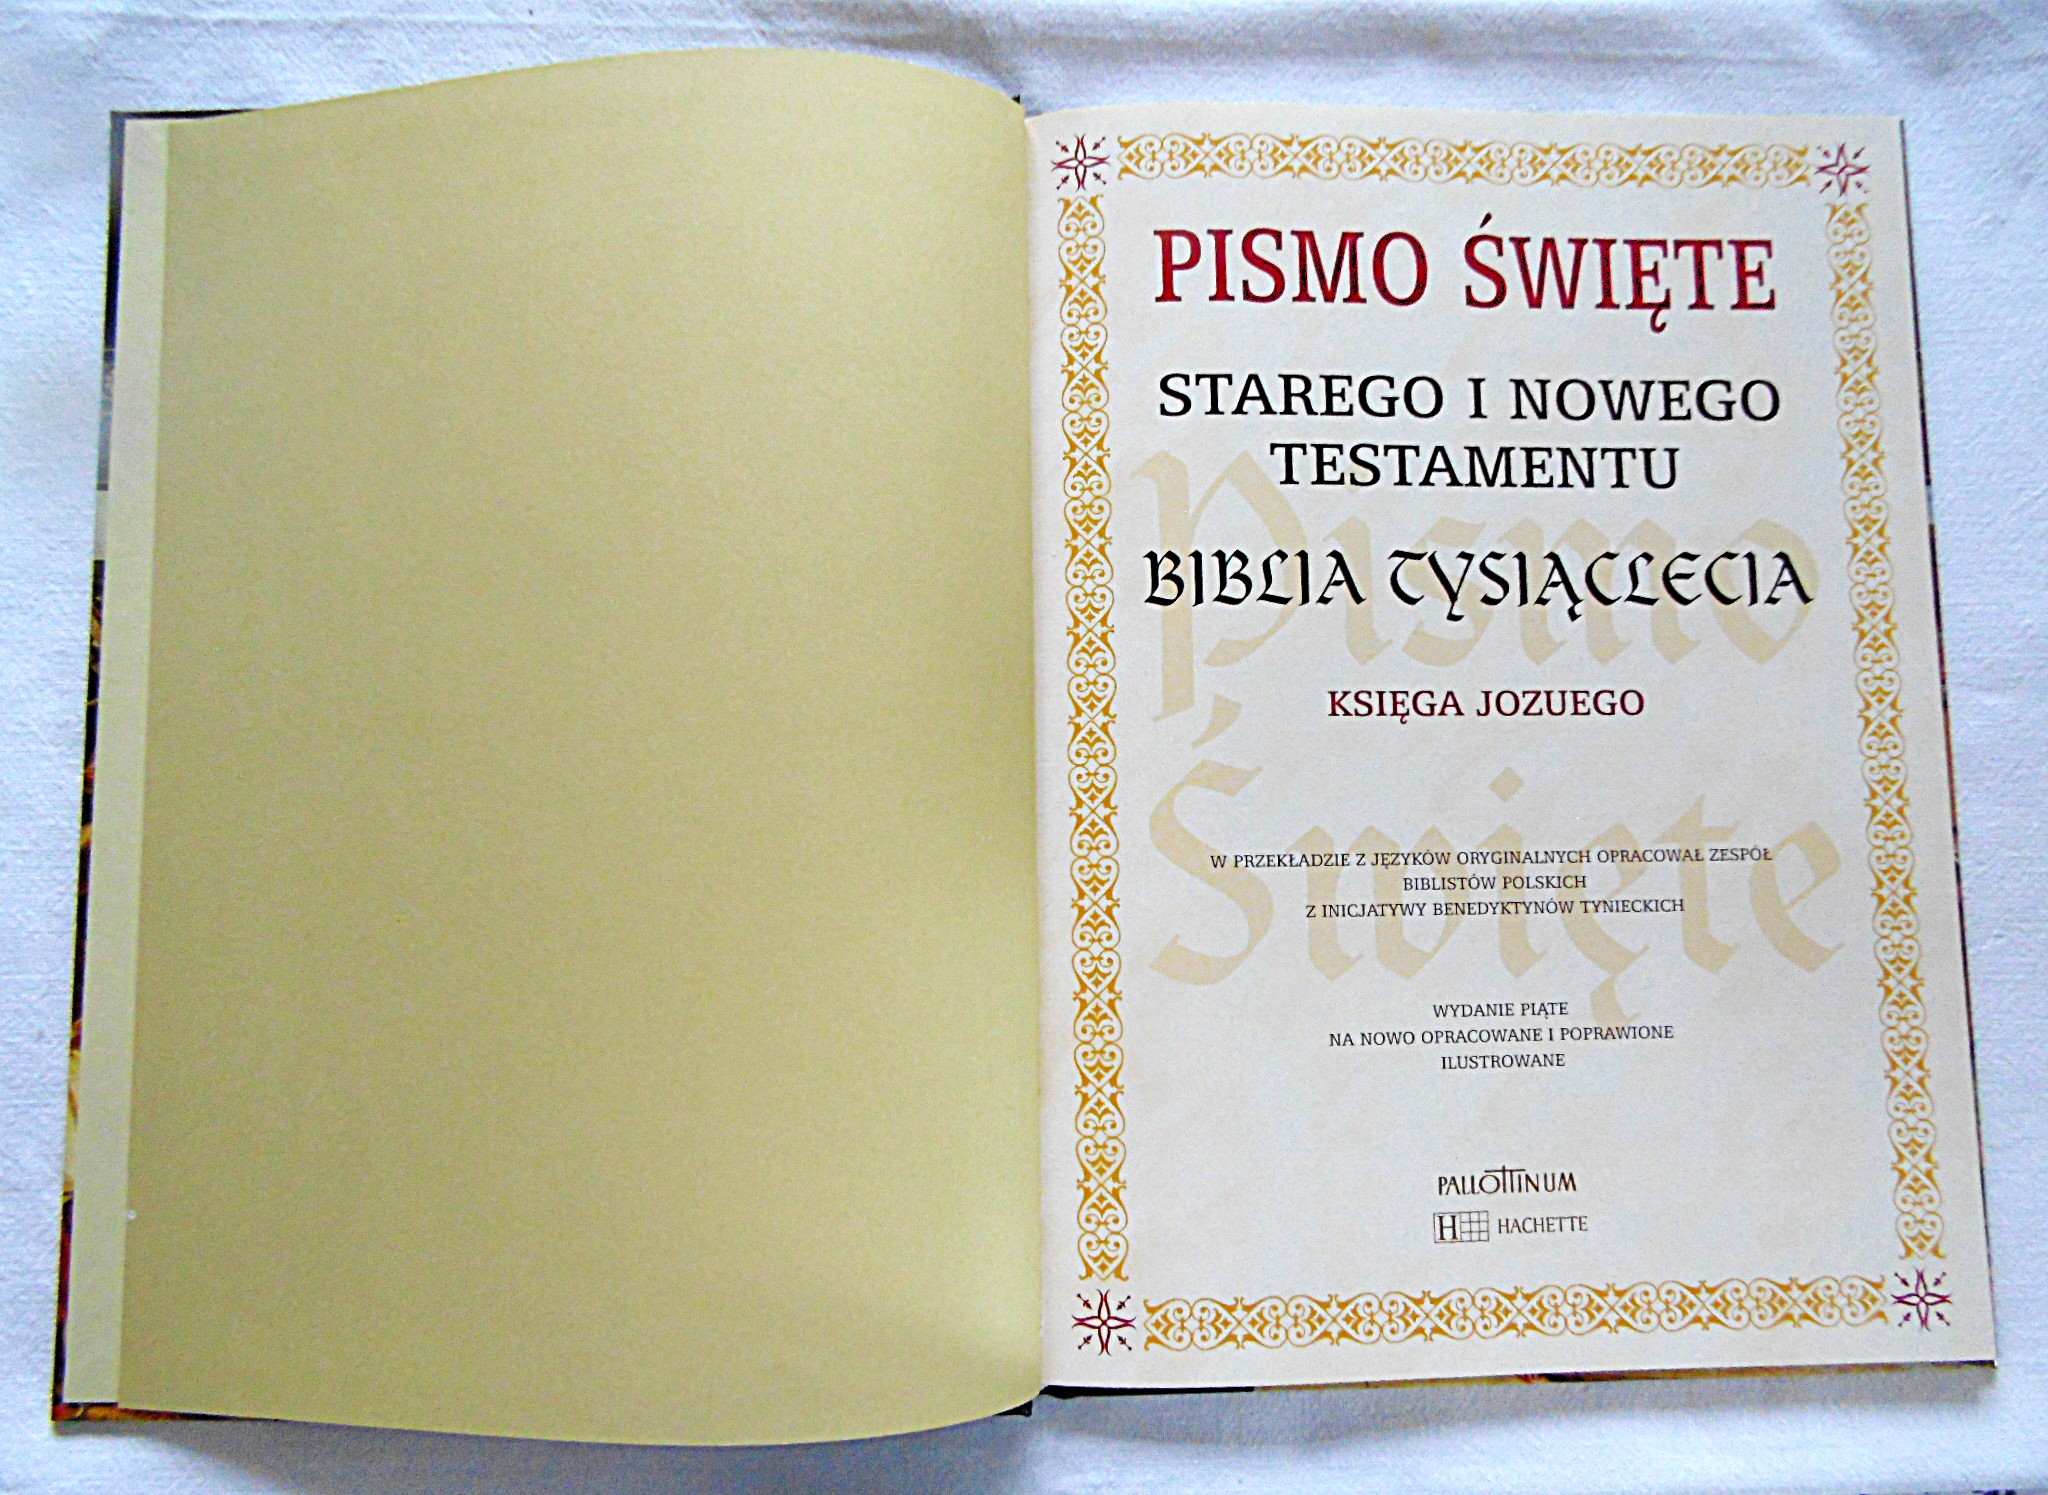 PISMO ŚWIĘTE
STAREGO I NOWEGO
TESTAMENTU
BIBLIA TYSIĄCLECIA
Pismo
KSIĘGA JOZUEGO
Święte
W PRZEKŁADZIE Z JĘZYKÓW ORYGINALNYCH OPRACOWAŁ ZESPÓŁ
BIBLISTÓW POLSKICH
Z INICJATYWY BENEDYKTYNÓW TYNIECKICH
WYDANIE PIĄTE
NA NOWO OPRACOWANE I POPRAWIONE
ILUSTROWANE
PALLOTTINUM
H HACHETTE